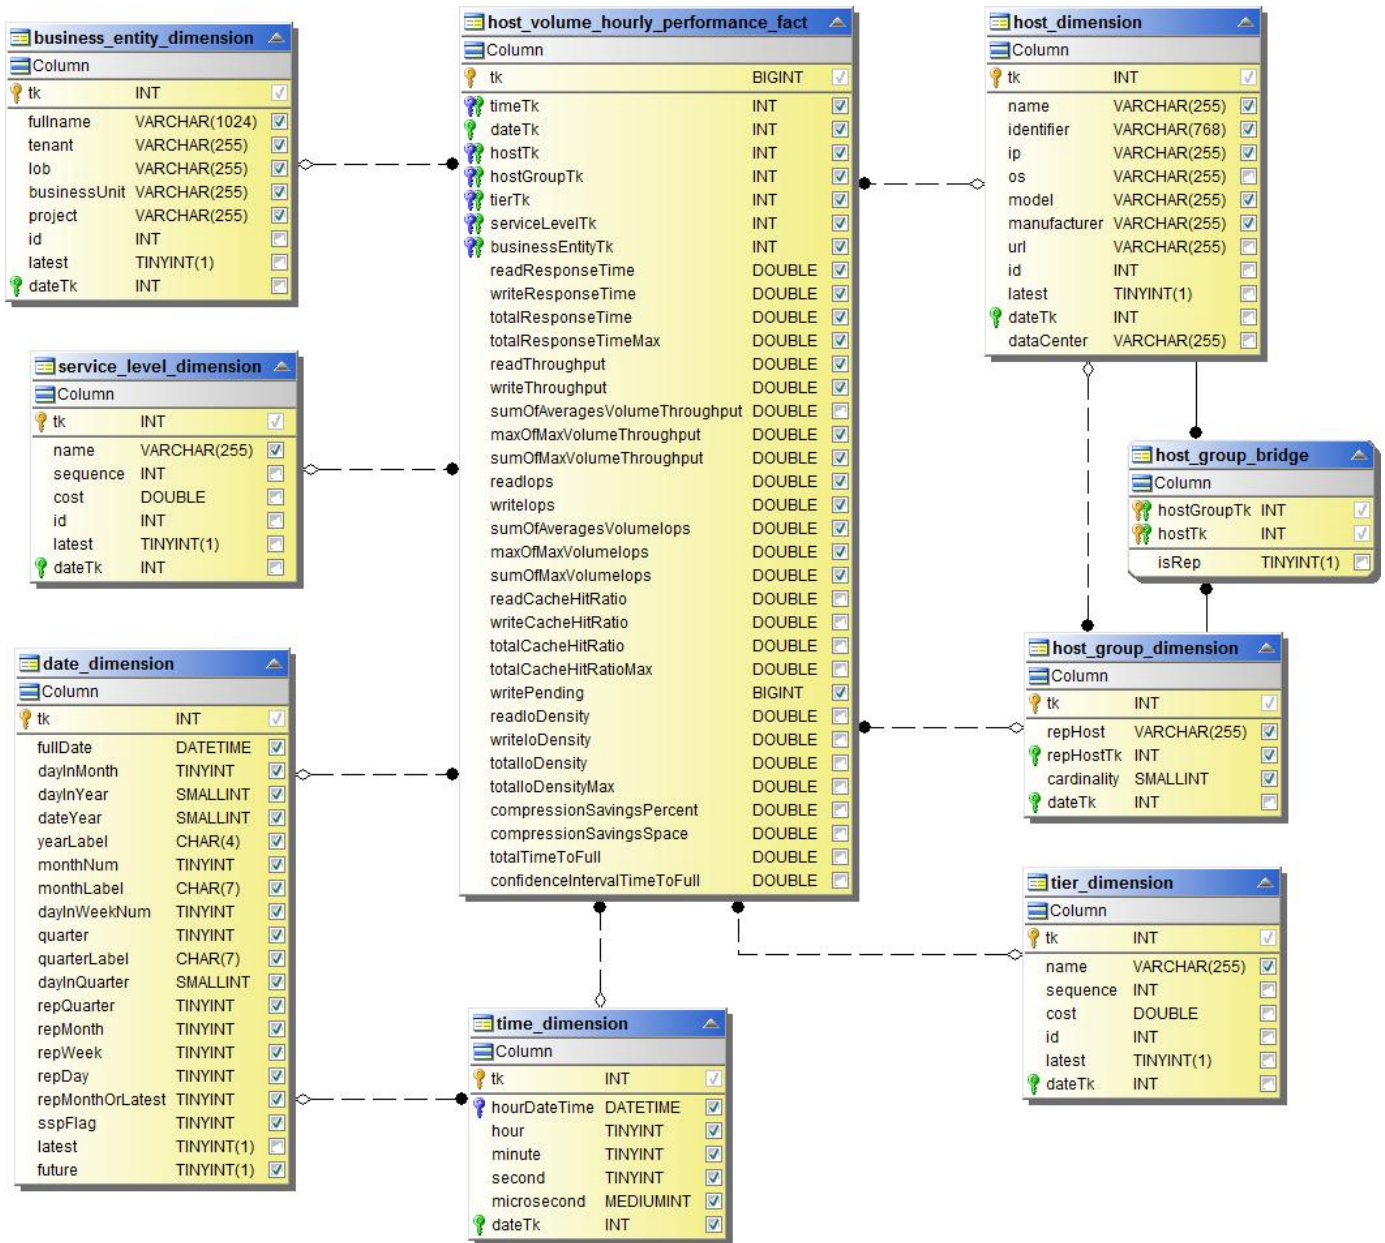 business_entity_dimension
Column
tk INT
fullname VARCHAR(1024)
tenant VARCHAR(255)
lob VARCHAR(255)
businessUnit VARCHAR(255)
project VARCHAR(255)
id INT
latest TINYINT(1)
dateTk INT
service_level_dimension
Column
tk INT
name VARCHAR(255)
sequence INT
cost DOUBLE
id INT
latest TINYINT(1)
dateTk INT
date_dimension
Column
tk INT
fullDate DATETIME
dayInMonth TINYINT
dayInYear SMALLINT
dateYear SMALLINT
yearLabel CHAR(4)
monthNum TINYINT
monthLabel CHAR(7)
dayInWeekNum TINYINT
quarter TINYINT
quarterLabel CHAR(7)
dayInQuarter SMALLINT
repQuarter TINYINT
repMonth TINYINT
repWeek TINYINT
repDay TINYINT
repMonthOrLatest TINYINT
sspFlag TINYINT
latest TINYINT(1)
future TINYINT(1)
host_volume_hourly_performance_fact
Column
tk BIGINT
timeTk INT
dateTk INT
hostTk INT
hostGroupTk INT
tierTk INT
serviceLevelTk INT
businessEntityTk INT
readResponseTime DOUBLE
writeResponseTime DOUBLE
totalResponseTime DOUBLE
totalResponseTimeMax DOUBLE
readThroughput DOUBLE
writeThroughput DOUBLE
sumOfAveragesVolumeThroughput DOUBLE
maxOfMaxVolumeThroughput DOUBLE
sumOfMaxVolumeThroughput DOUBLE
readIops DOUBLE
writeIops DOUBLE
sumOfAveragesVolumeIops DOUBLE
maxOfMaxVolumeIops DOUBLE
sumOfMaxVolumeIops DOUBLE
readCacheHitRatio DOUBLE
writeCacheHitRatio DOUBLE
totalCacheHitRatio DOUBLE
totalCacheHitRatioMax DOUBLE
writePending BIGINT
readIoDensity DOUBLE
writeIoDensity DOUBLE
totalIoDensity DOUBLE
totalIoDensityMax DOUBLE
compressionSavingsPercent DOUBLE
compressionSavingsSpace DOUBLE
totalTimeToFull DOUBLE
confidenceIntervalTimeToFull DOUBLE
time_dimension
Column
tk INT
hourDateTime DATETIME
hour TINYINT
minute TINYINT
second TINYINT
microsecond MEDIUMINT
dateTk INT
host_dimension
Column
tk INT
name VARCHAR(255)
identifier VARCHAR(768)
ip VARCHAR(255)
os VARCHAR(255)
model VARCHAR(255)
manufacturer VARCHAR(255)
url VARCHAR(255)
id INT
latest TINYINT(1)
dateTk INT
dataCenter VARCHAR(255)
host_group_bridge
Column
hostGroupTk INT
hostTk INT
isRep TINYINT(1)
host_group_dimension
Column
tk INT
repHost VARCHAR(255)
repHostTk INT
cardinality SMALLINT
dateTk INT
tier_dimension
Column
tk INT
name VARCHAR(255)
sequence INT
cost DOUBLE
id INT
latest TINYINT(1)
dateTk INT